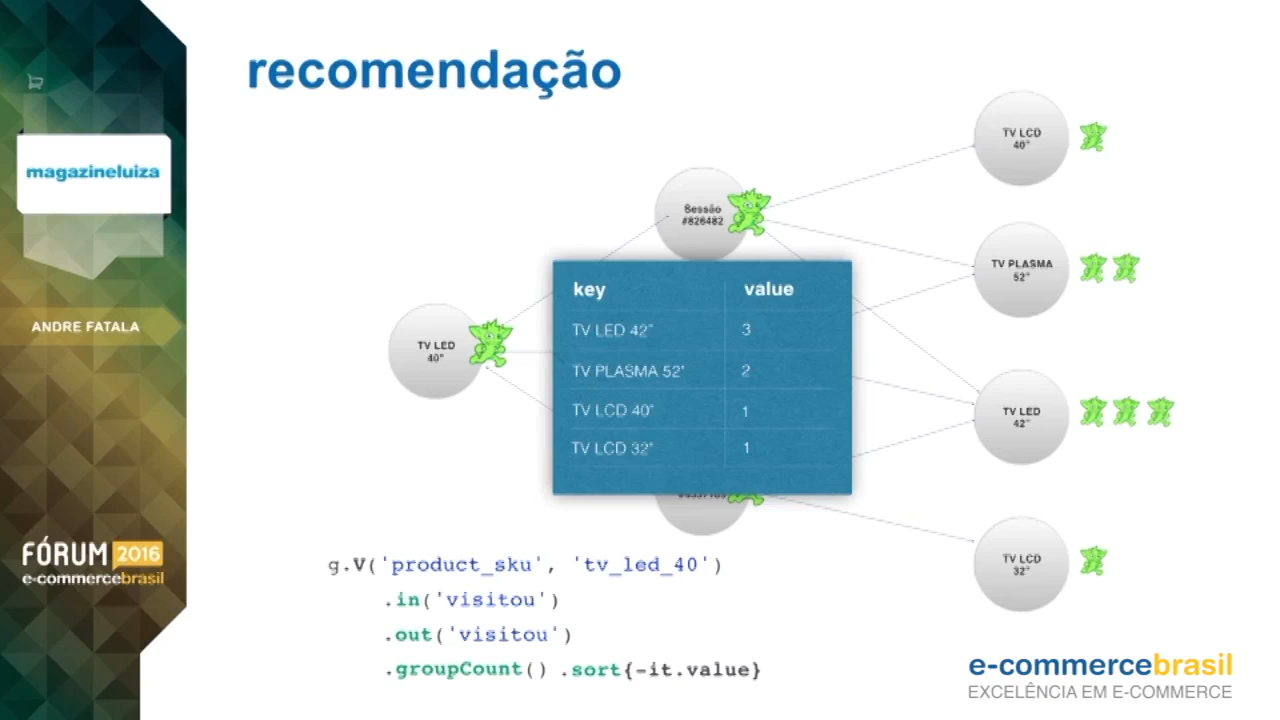 recomendação
magazineluiza
ANDRE FATALA
FÓRUM 2016
e-commercebrasil
TV LCD
40"
Sessão
#826482
TV PLASMA
52"
TV LED
40"
key value
TV LED 42" 3
TV PLASMA 52" 2
TV LCD 40" 1
TV LCD 32" 1
TV LED
42"
TV LCD
32"
g.V('product_sku', 'tv_led_40')
.in('visitou')
.out('visitou')
.groupCount() .sort{-it.value}
e-commercebrasil
EXCELÊNCIA EM E-COMMERCE